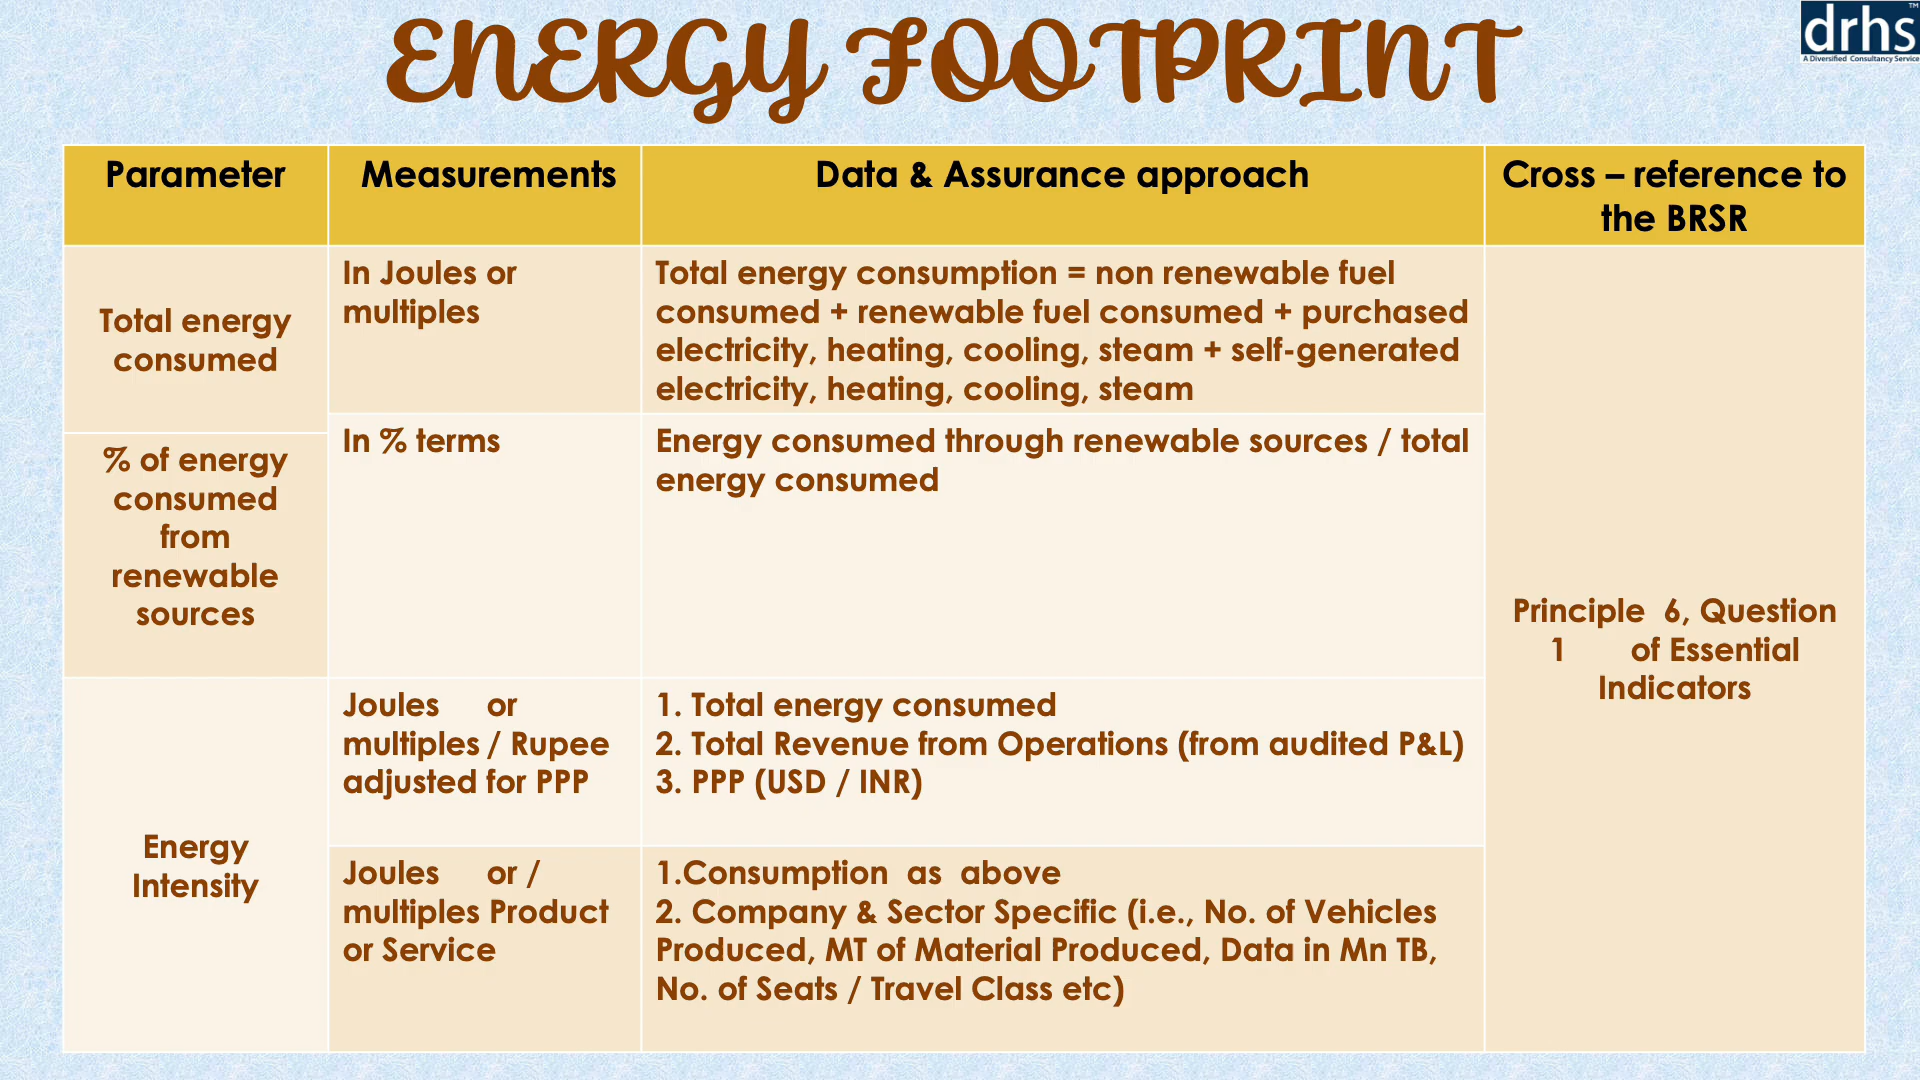 ENERGY FOOTPRINT
drhs
TM
A Diversified Consultancy Service
Parameter
Measurements
Data & Assurance approach
Cross – reference to
the BRSR
Total energy
consumed
In Joules or
multiples
Total energy consumption = non renewable fuel
consumed + renewable fuel consumed + purchased
electricity, heating, cooling, steam + self-generated
electricity, heating, cooling, steam
% of energy
consumed
from
renewable
sources
In % terms
Energy consumed through renewable sources / total
energy consumed
Energy
Intensity
Joules or
multiples / Rupee
adjusted for PPP
1. Total energy consumed
2. Total Revenue from Operations (from audited P&L)
3. PPP (USD / INR)
Joules or /
multiples Product
or Service
1.Consumption as above
2. Company & Sector Specific (i.e., No. of Vehicles
Produced, MT of Material Produced, Data in Mn TB,
No. of Seats / Travel Class etc)
Principle 6, Question
1 of Essential
Indicators